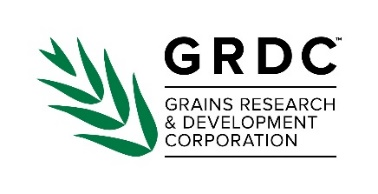 GRDC™
GRAINS RESEARCH
& DEVELOPMENT
CORPORATION